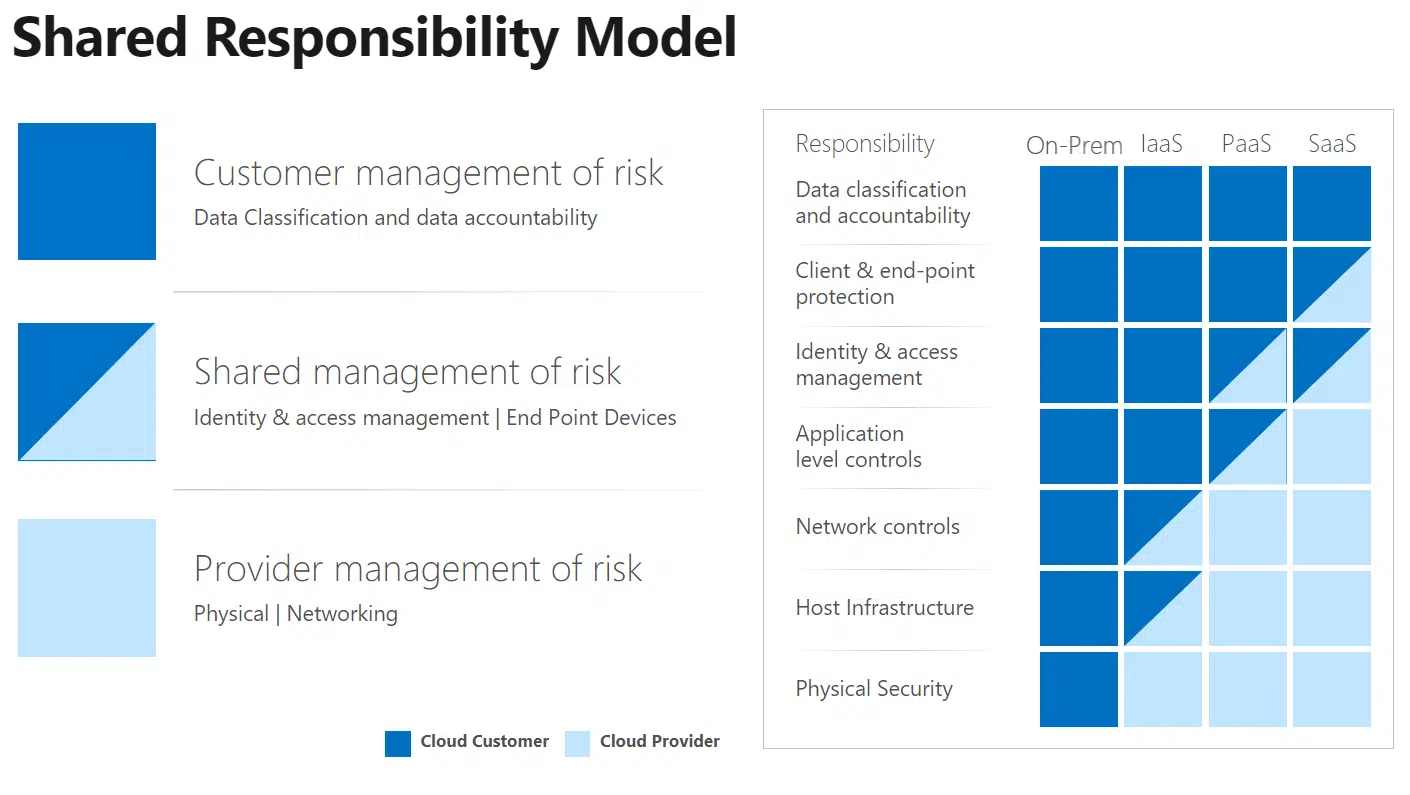 Shared Responsibility Model
Customer management of risk
Data Classification and data accountability
Shared management of risk
Identity & access management | End Point Devices
Provider management of risk
Physical | Networking
Cloud Customer
Cloud Provider
Responsibility
On-Prem
IaaS
PaaS
SaaS
Data classification
and accountability
Client & end-point
protection
Identity & access
management
Application
level controls
Network controls
Host Infrastructure
Physical Security